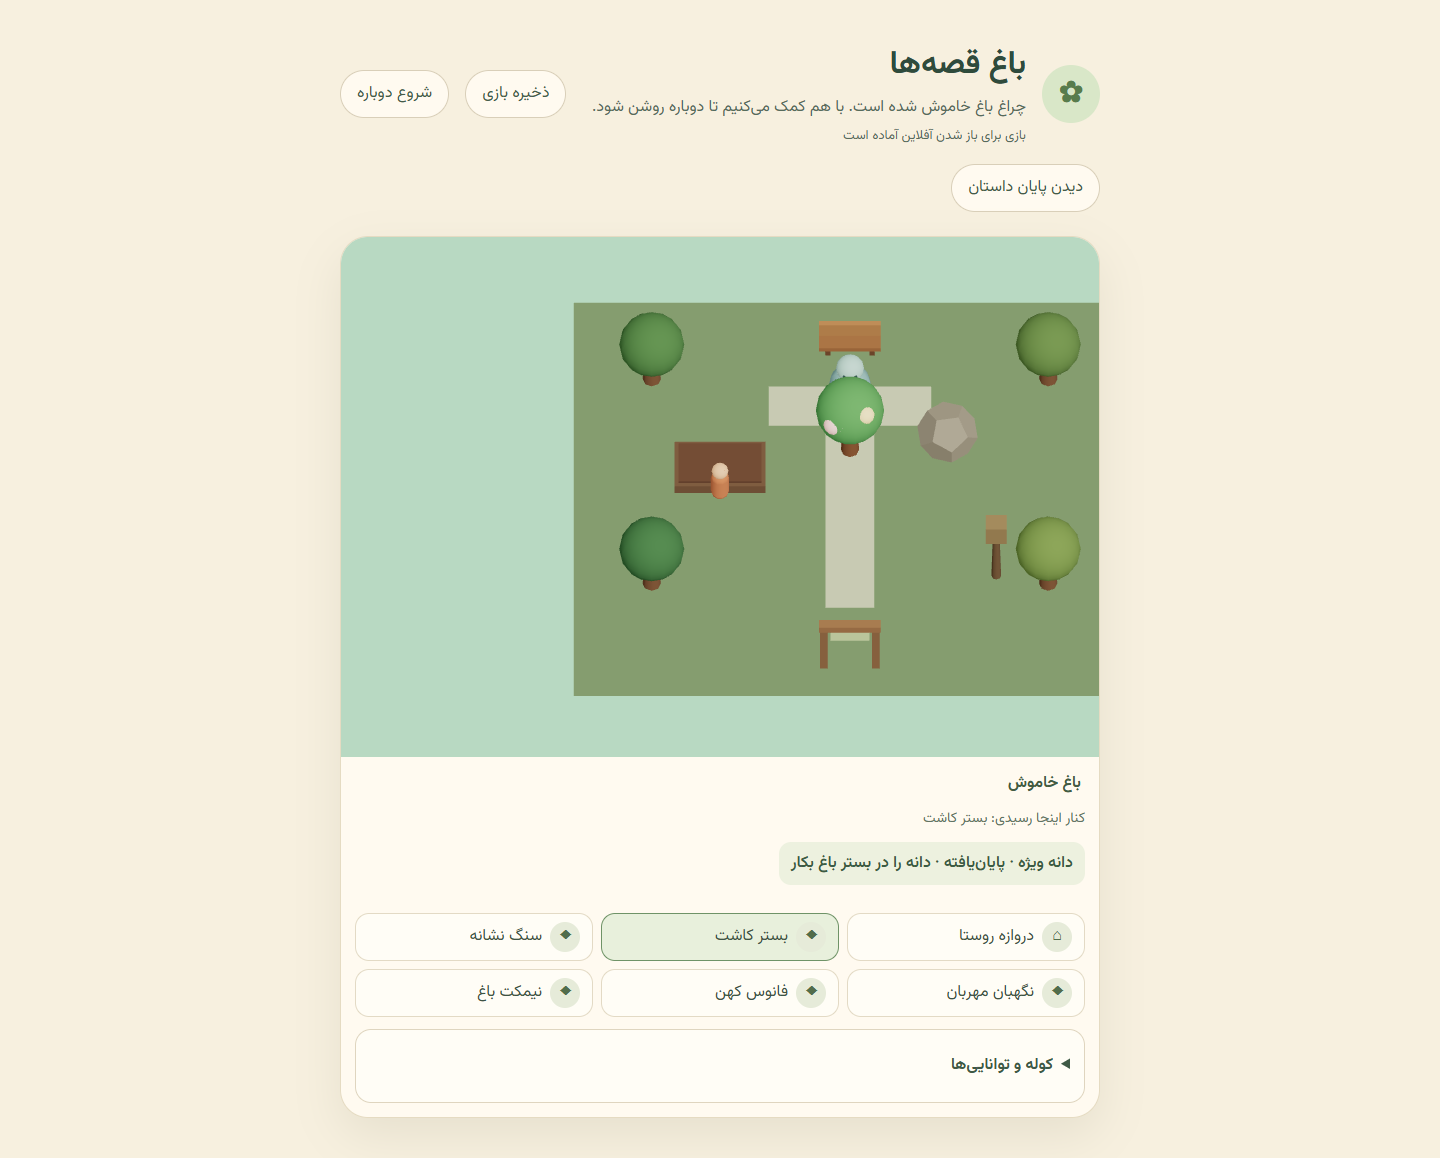 باغ قصه‌ها
چراغ باغ خاموش شده است. با هم کمک می‌کنیم تا دوباره روشن شود.
بازی برای باز شدن آفلاین آماده است
ذخیره بازی
شروع دوباره
دیدن پایان داستان
باغ خاموش
کنار اینجا رسیدی: بستر کاشت
دانه ویژه · پایان‌یافته · دانه را در بستر باغ بکار
دروازه روستا
بستر کاشت
سنگ نشانه
نگهبان مهربان
فانوس کهن
نیمکت باغ
کوله و توانایی‌ها